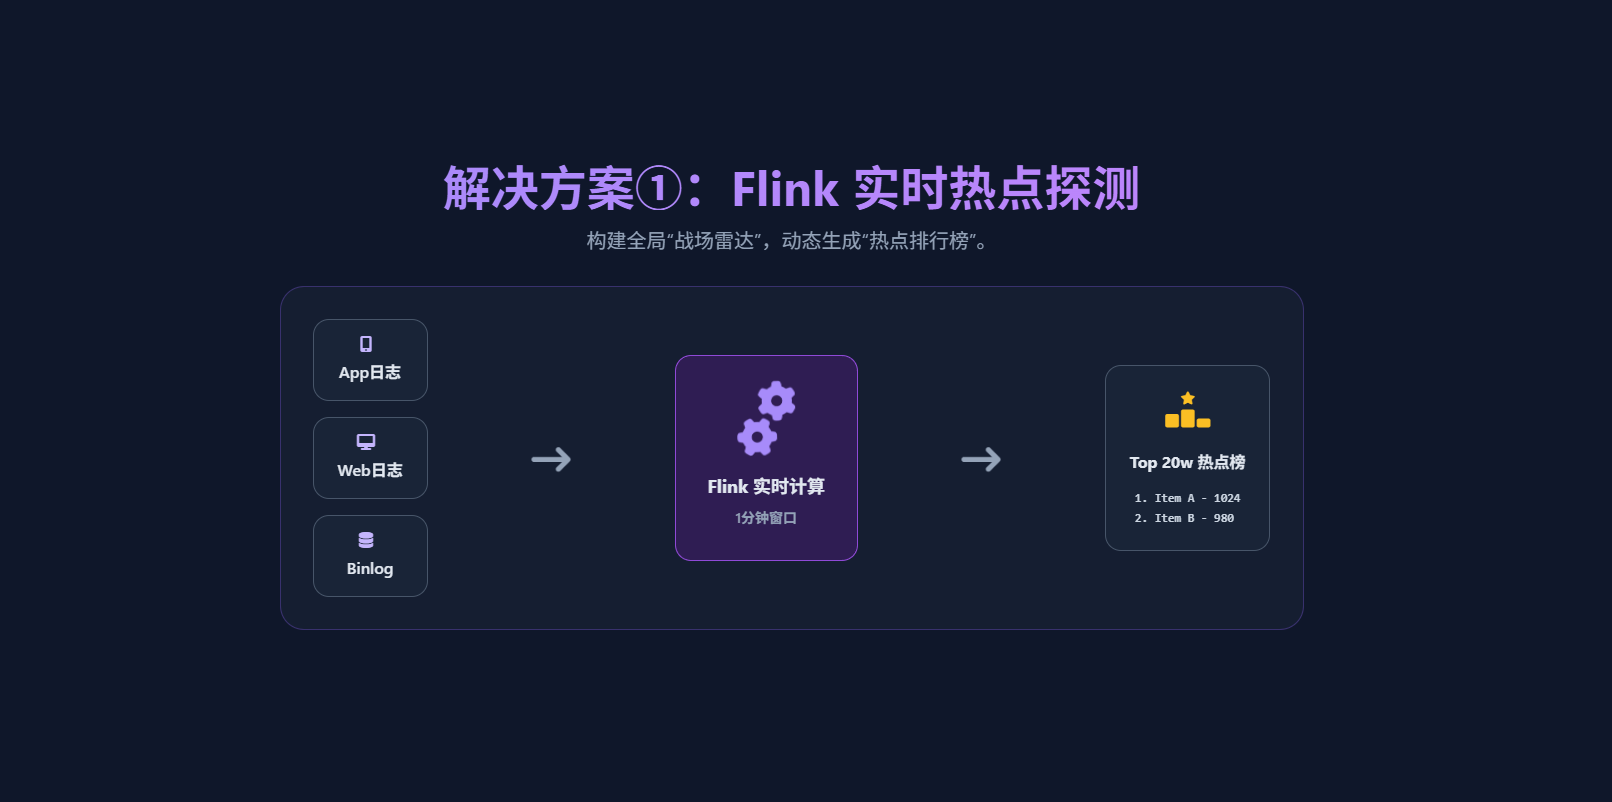 解决方案①：Flink 实时热点探测
构建全局“战场雷达”，动态生成“热点排行榜”。
App日志
Web日志
Binlog
Flink 实时计算
1分钟窗口
Top 20w 热点榜
1. Item A - 1024
2. Item B - 980